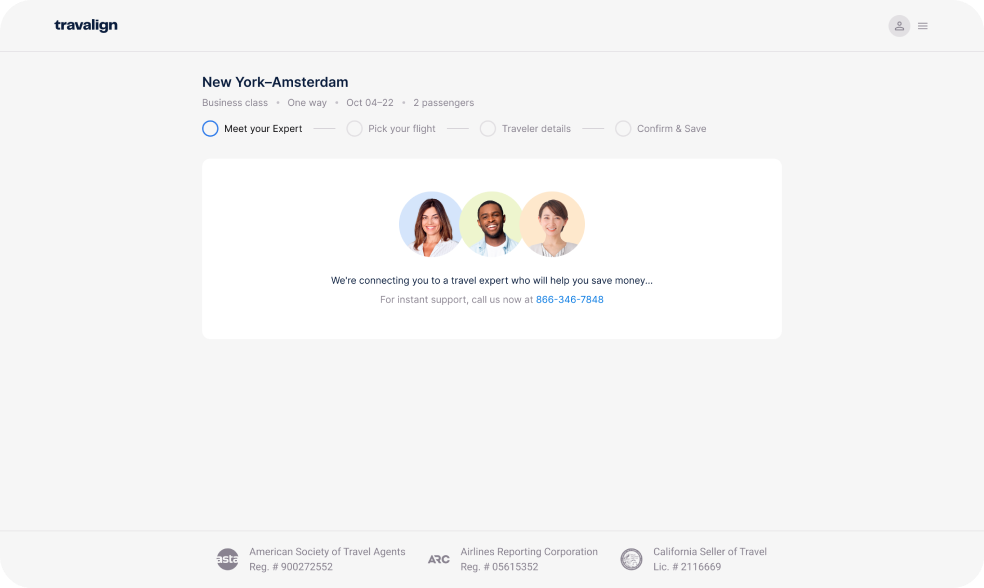 travalign
New York–Amsterdam
Business class • One way • Oct 04–22 • 2 passengers
Meet your Expert
Pick your flight
Traveler details
Confirm & Save
We're connecting you to a travel expert who will help you save money...
For instant support, call us now at 866-346-7848
asta
American Society of Travel Agents
Reg. # 900272552
ARC
Airlines Reporting Corporation
Reg. # 05615352
California Seller of Travel
Lic. # 2116669